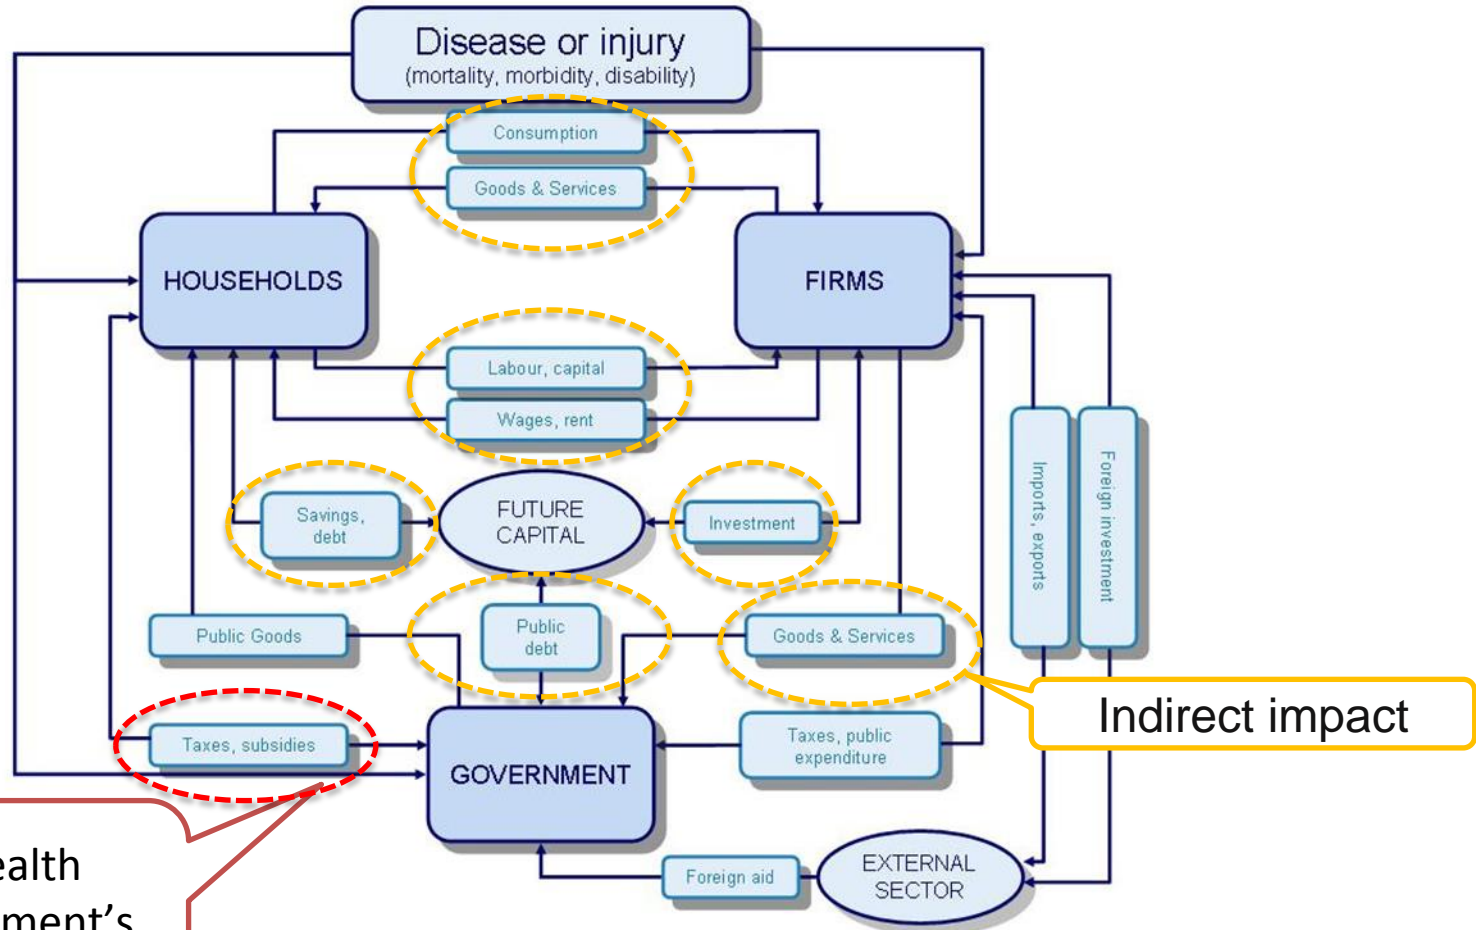 Disease or injury
(mortality, morbidity, disability)
Consumption
Goods & Services
HOUSEHOLDS
FIRMS
Labour, capital
Wages, rent
Savings,
debt
FUTURE
CAPITAL
Investment
Imports, exports
Foreign investment
Public Goods
Public
debt
Goods & Services
Indirect impact
Taxes, subsidies
GOVERNMENT
Taxes, public
expenditure
Foreign aid
EXTERNAL
SECTOR